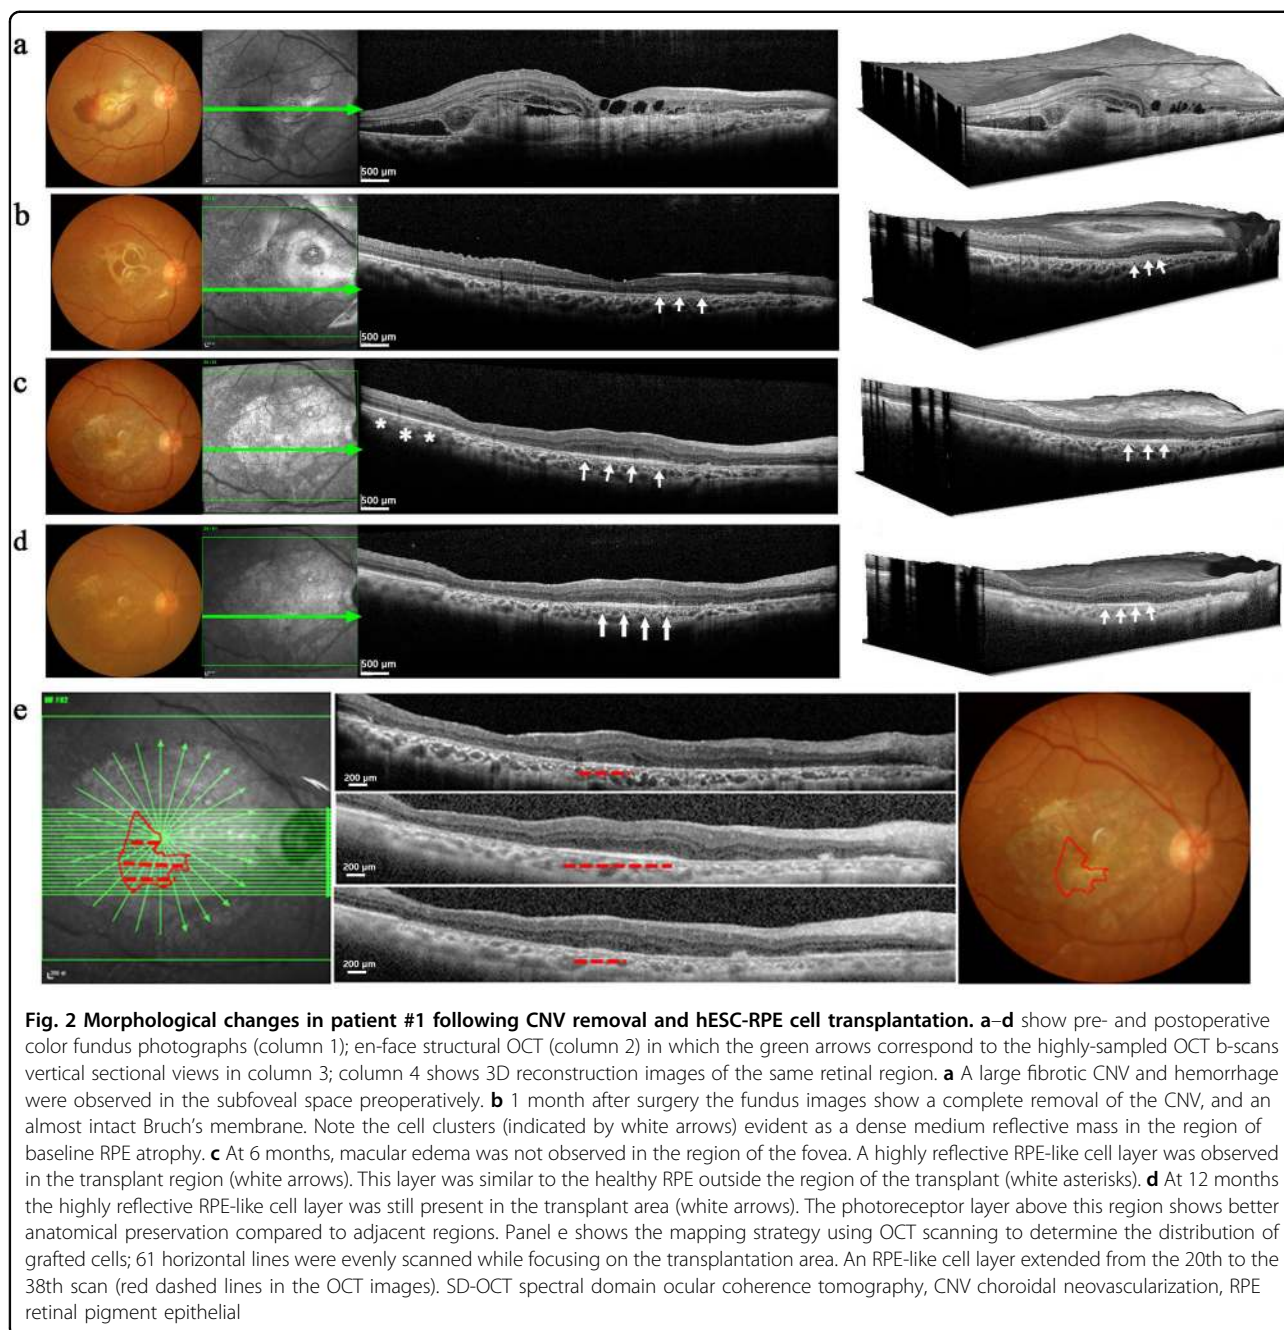 a
500 µm
b
500 µm
c
* * *
500 µm
d
500 µm
e
200 µm
200 µm
200 µm
Fig. 2 Morphological changes in patient #1 following CNV removal and hESC-RPE cell transplantation. a–d show pre- and postoperative
color fundus photographs (column 1); en-face structural OCT (column 2) in which the green arrows correspond to the highly-sampled OCT b-scans
vertical sectional views in column 3; column 4 shows 3D reconstruction images of the same retinal region. a A large fibrotic CNV and hemorrhage
were observed in the subfoveal space preoperatively. b 1 month after surgery the fundus images show a complete removal of the CNV, and an
almost intact Bruch's membrane. Note the cell clusters (indicated by white arrows) evident as a dense medium reflective mass in the region of
baseline RPE atrophy. c At 6 months, macular edema was not observed in the region of the fovea. A highly reflective RPE-like cell layer was observed
in the transplant region (white arrows). This layer was similar to the healthy RPE outside the region of the transplant (white asterisks). d At 12 months
the highly reflective RPE-like cell layer was still present in the transplant area (white arrows). The photoreceptor layer above this region shows better
anatomical preservation compared to adjacent regions. Panel e shows the mapping strategy using OCT scanning to determine the distribution of
grafted cells; 61 horizontal lines were evenly scanned while focusing on the transplantation area. An RPE-like cell layer extended from the 20th to the
38th scan (red dashed lines in the OCT images). SD-OCT spectral domain ocular coherence tomography, CNV choroidal neovascularization, RPE
retinal pigment epithelial